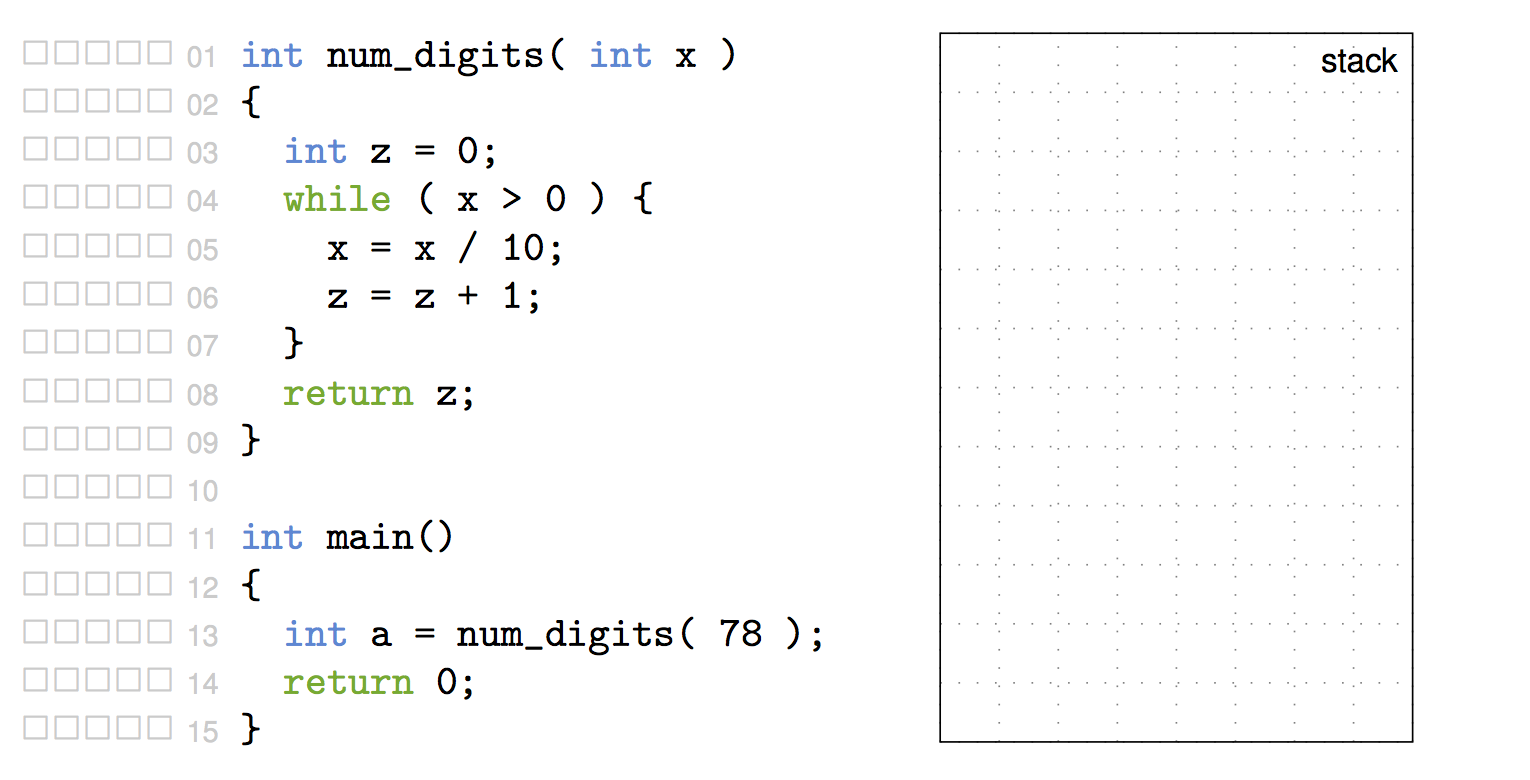 □□□□□ 01 int num_digits( int x )
□□□□□ 02 {
□□□□□ 03   int z = 0;
□□□□□ 04   while ( x > 0 ) {
□□□□□ 05     x = x / 10;
□□□□□ 06     z = z + 1;
□□□□□ 07   }
□□□□□ 08   return z;
□□□□□ 09 }
□□□□□ 10
□□□□□ 11 int main()
□□□□□ 12 {
□□□□□ 13   int a = num_digits( 78 );
□□□□□ 14   return 0;
□□□□□ 15 }
stack